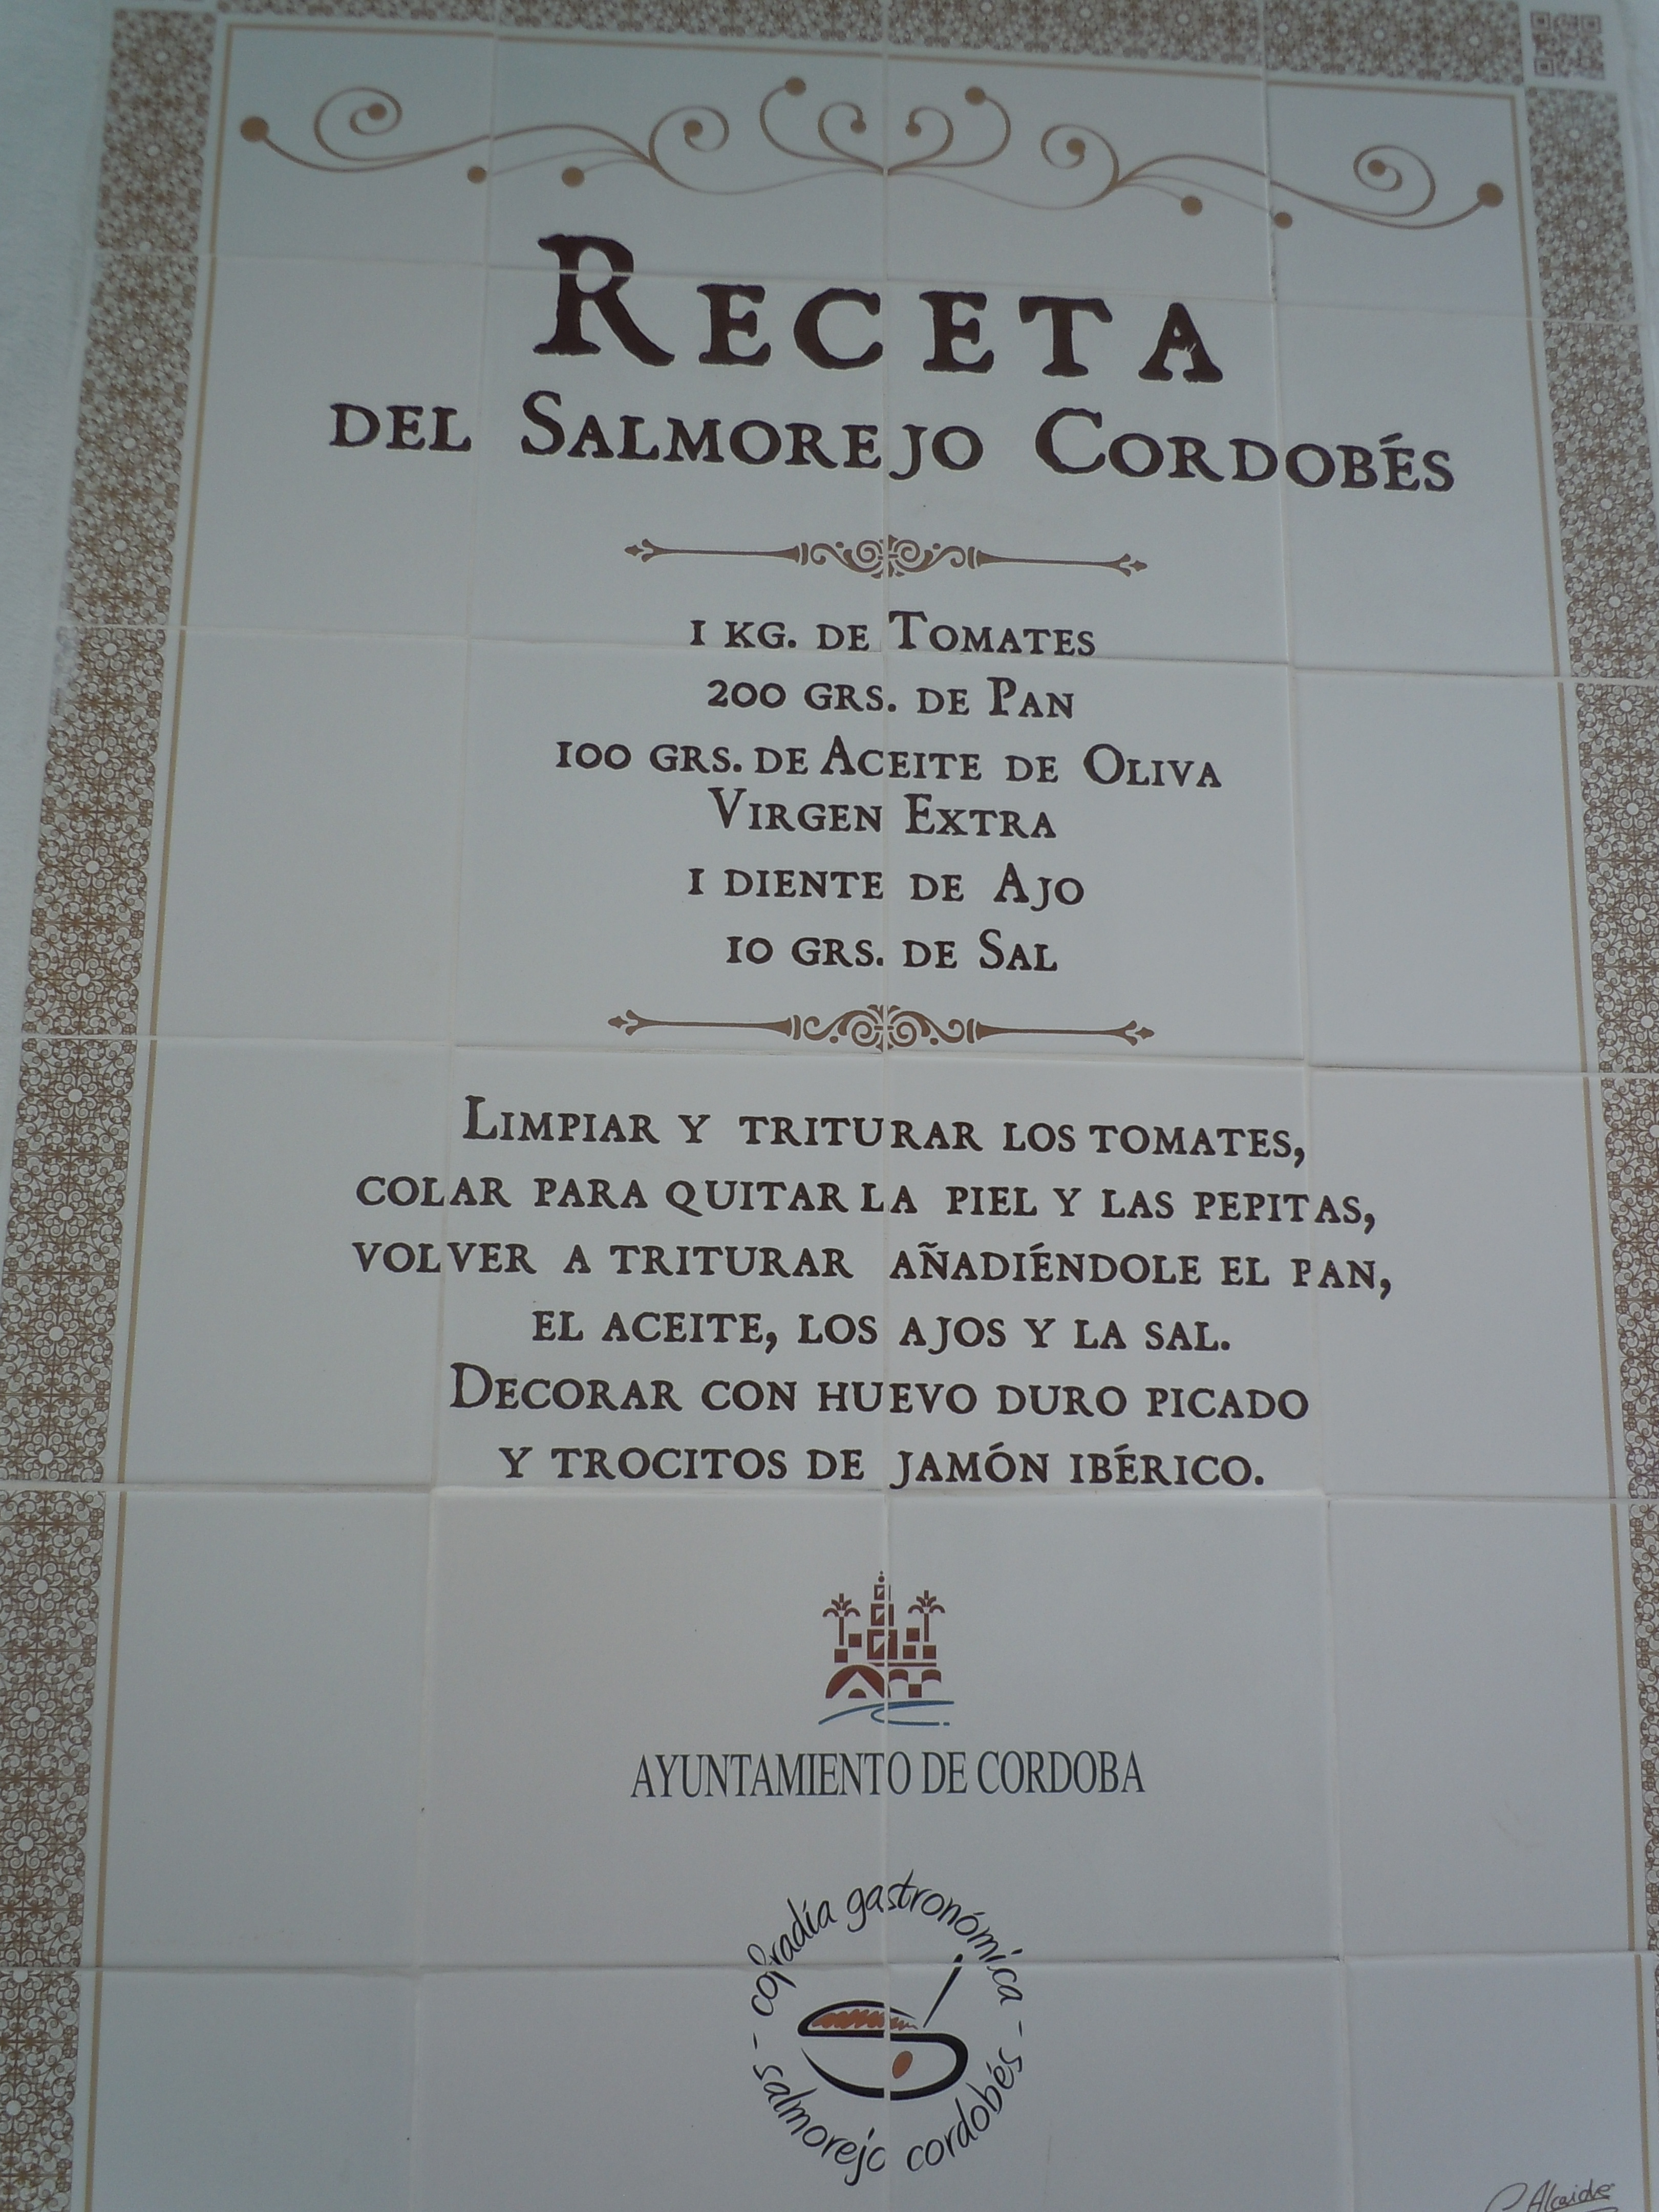 RECETA
DEL SALMOREJO CORDOBÉS
1 KG. DE TOMATES
200 GRS. DE PAN
100 GRS. DE ACEITE DE OLIVA
VIRGEN EXTRA
1 DIENTE DE AJO
10 GRS. DE SAL
LIMPIAR Y TRITURAR LOS TOMATES,
COLAR PARA QUITAR LA PIEL Y LAS PEPITAS,
VOLVER A TRITURAR AÑADIÉNDOLE EL PAN,
EL ACEITE, LOS AJOS Y LA SAL.
DECORAR CON HUEVO DURO PICADO
Y TROCITOS DE JAMÓN IBÉRICO.
AYUNTAMIENTO DE CORDOBA
cofradía gastronómica
- salmorejo cordobés -
Alcaide